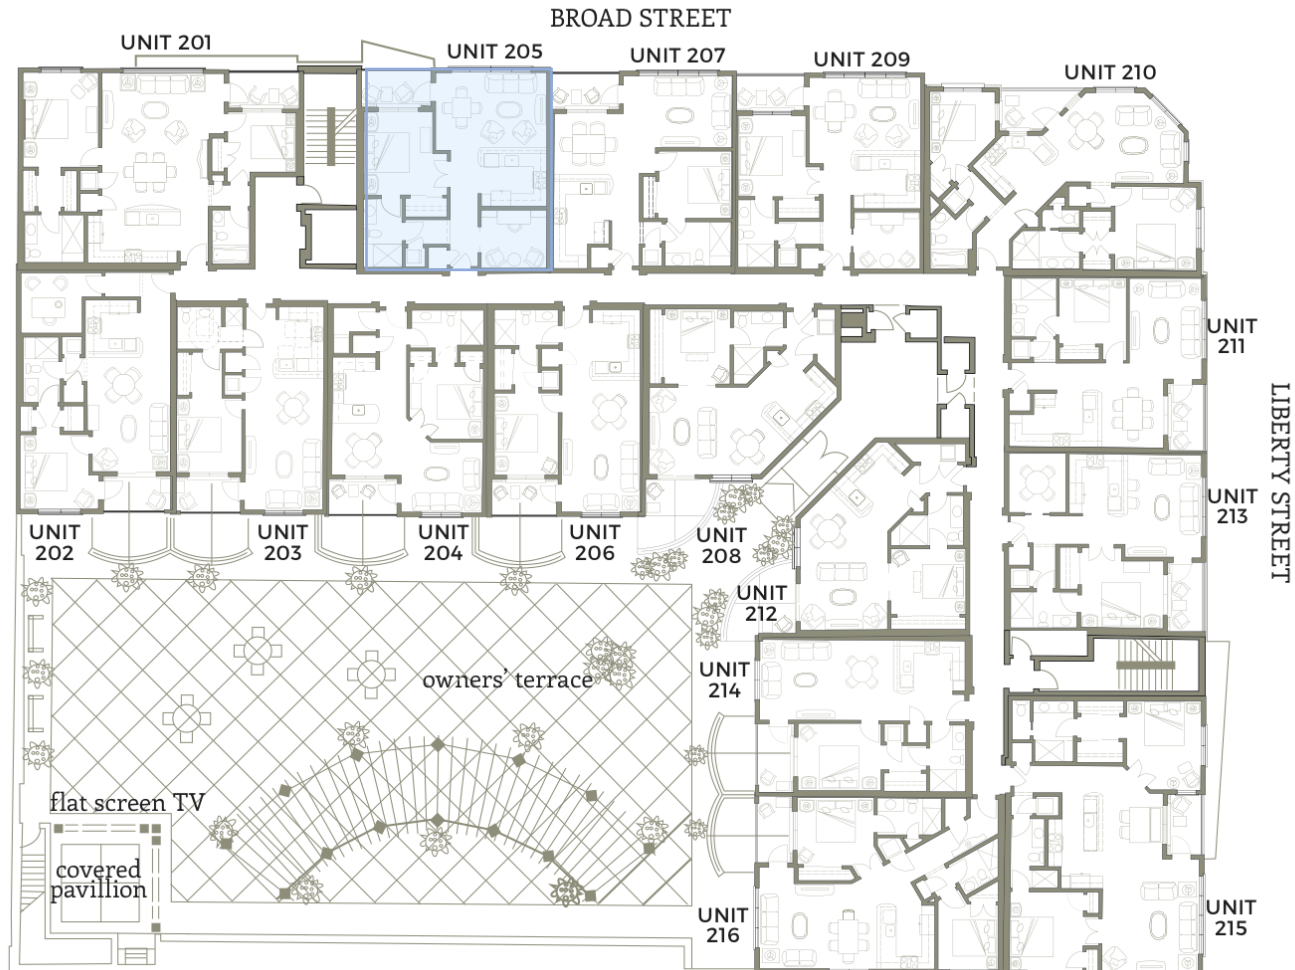 BROAD STREET
UNIT 201
UNIT 205
UNIT 207
UNIT 209
UNIT 210
UNIT
211
LIBERTY STREET
UNIT
213
UNIT
202
UNIT
203
UNIT
204
UNIT
206
UNIT
208
UNIT
212
UNIT
214
owners' terrace
flat screen TV
covered
pavillion
UNIT
216
UNIT
215